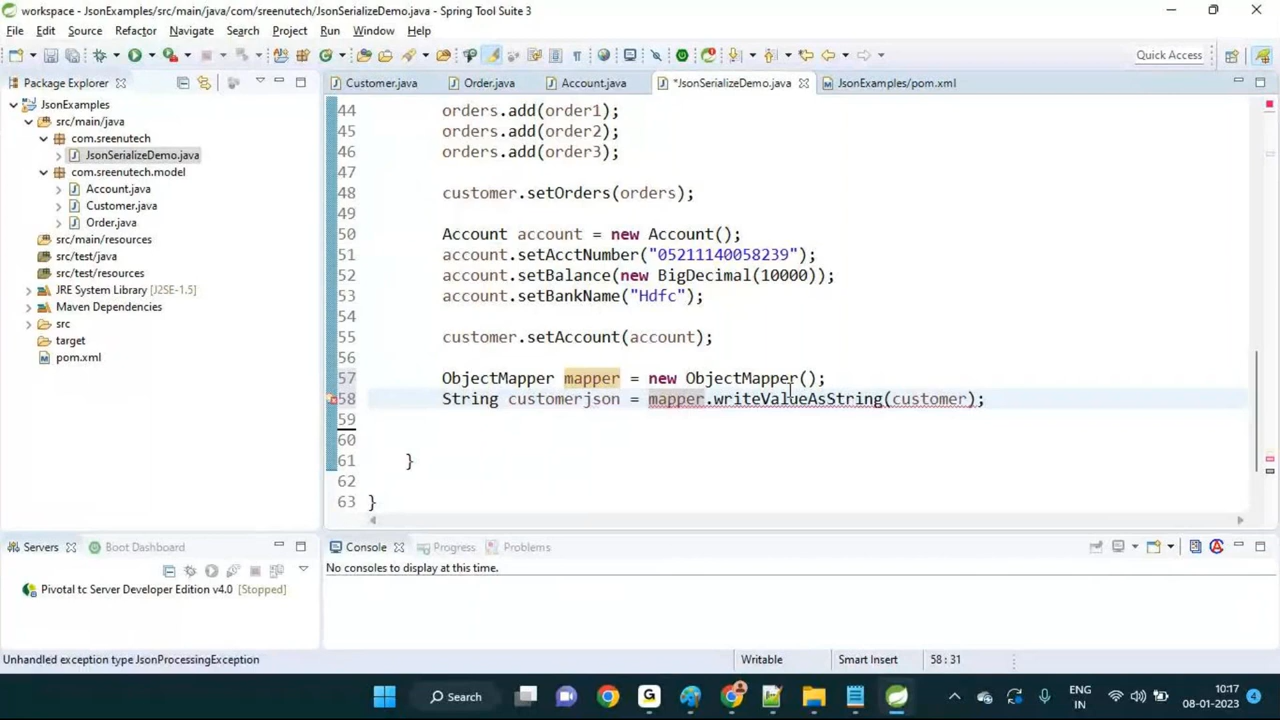 workspace - JsonExamples/src/main/java/com/sreenutech/JsonSerializeDemo.java - Spring Tool Suite 3
File Edit Source Refactor Navigate Search Project Run Window Help
Quick Access
Package Explorer
JsonExamples
src/main/java
com.sreenutech
JsonSerializeDemo.java
com.sreenutech.model
Account.java
Customer.java
Order.java
src/main/resources
src/test/java
src/test/resources
JRE System Library [J2SE-1.5]
Maven Dependencies
src
target
pom.xml
Customer.java Order.java Account.java *JsonSerializeDemo.java JsonExamples/pom.xml
44 orders.add(order1);
45 orders.add(order2);
46 orders.add(order3);
47
48 customer.setOrders(orders);
49
50 Account account = new Account();
51 account.setAcctNumber("05211140058239");
52 account.setBalance(new BigDecimal(10000));
53 account.setBankName("Hdfc");
54
55 customer.setAccount(account);
56
57 ObjectMapper mapper = new ObjectMapper();
58 String customerjson = mapper.writeValueAsString(customer);
59
60
61 }
62
63 }
Servers Boot Dashboard
Pivotal tc Server Developer Edition v4.0 [Stopped]
Console Progress Problems
No consoles to display at this time.
Unhandled exception type JsonProcessingException
Writable Smart Insert 58 : 31
Search
ENG
IN
10:17
08-01-2023
4